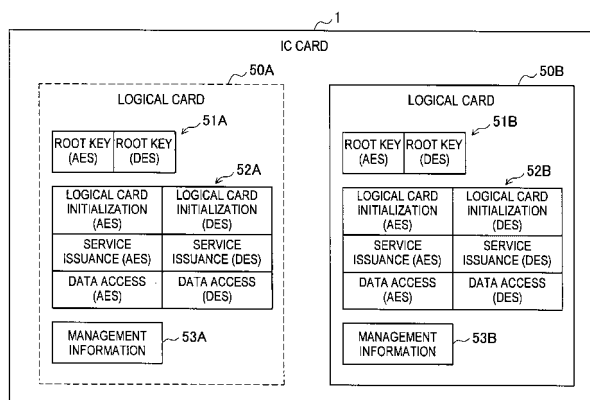 1
IC CARD
50A
LOGICAL CARD
51A
ROOT KEY (AES)
ROOT KEY (DES)
52A
LOGICAL CARD INITIALIZATION (AES)
LOGICAL CARD INITIALIZATION (DES)
SERVICE ISSUANCE (AES)
SERVICE ISSUANCE (DES)
DATA ACCESS (AES)
DATA ACCESS (DES)
MANAGEMENT INFORMATION
53A
50B
LOGICAL CARD
51B
ROOT KEY (AES)
ROOT KEY (DES)
52B
LOGICAL CARD INITIALIZATION (AES)
LOGICAL CARD INITIALIZATION (DES)
SERVICE ISSUANCE (AES)
SERVICE ISSUANCE (DES)
DATA ACCESS (AES)
DATA ACCESS (DES)
MANAGEMENT INFORMATION
53B